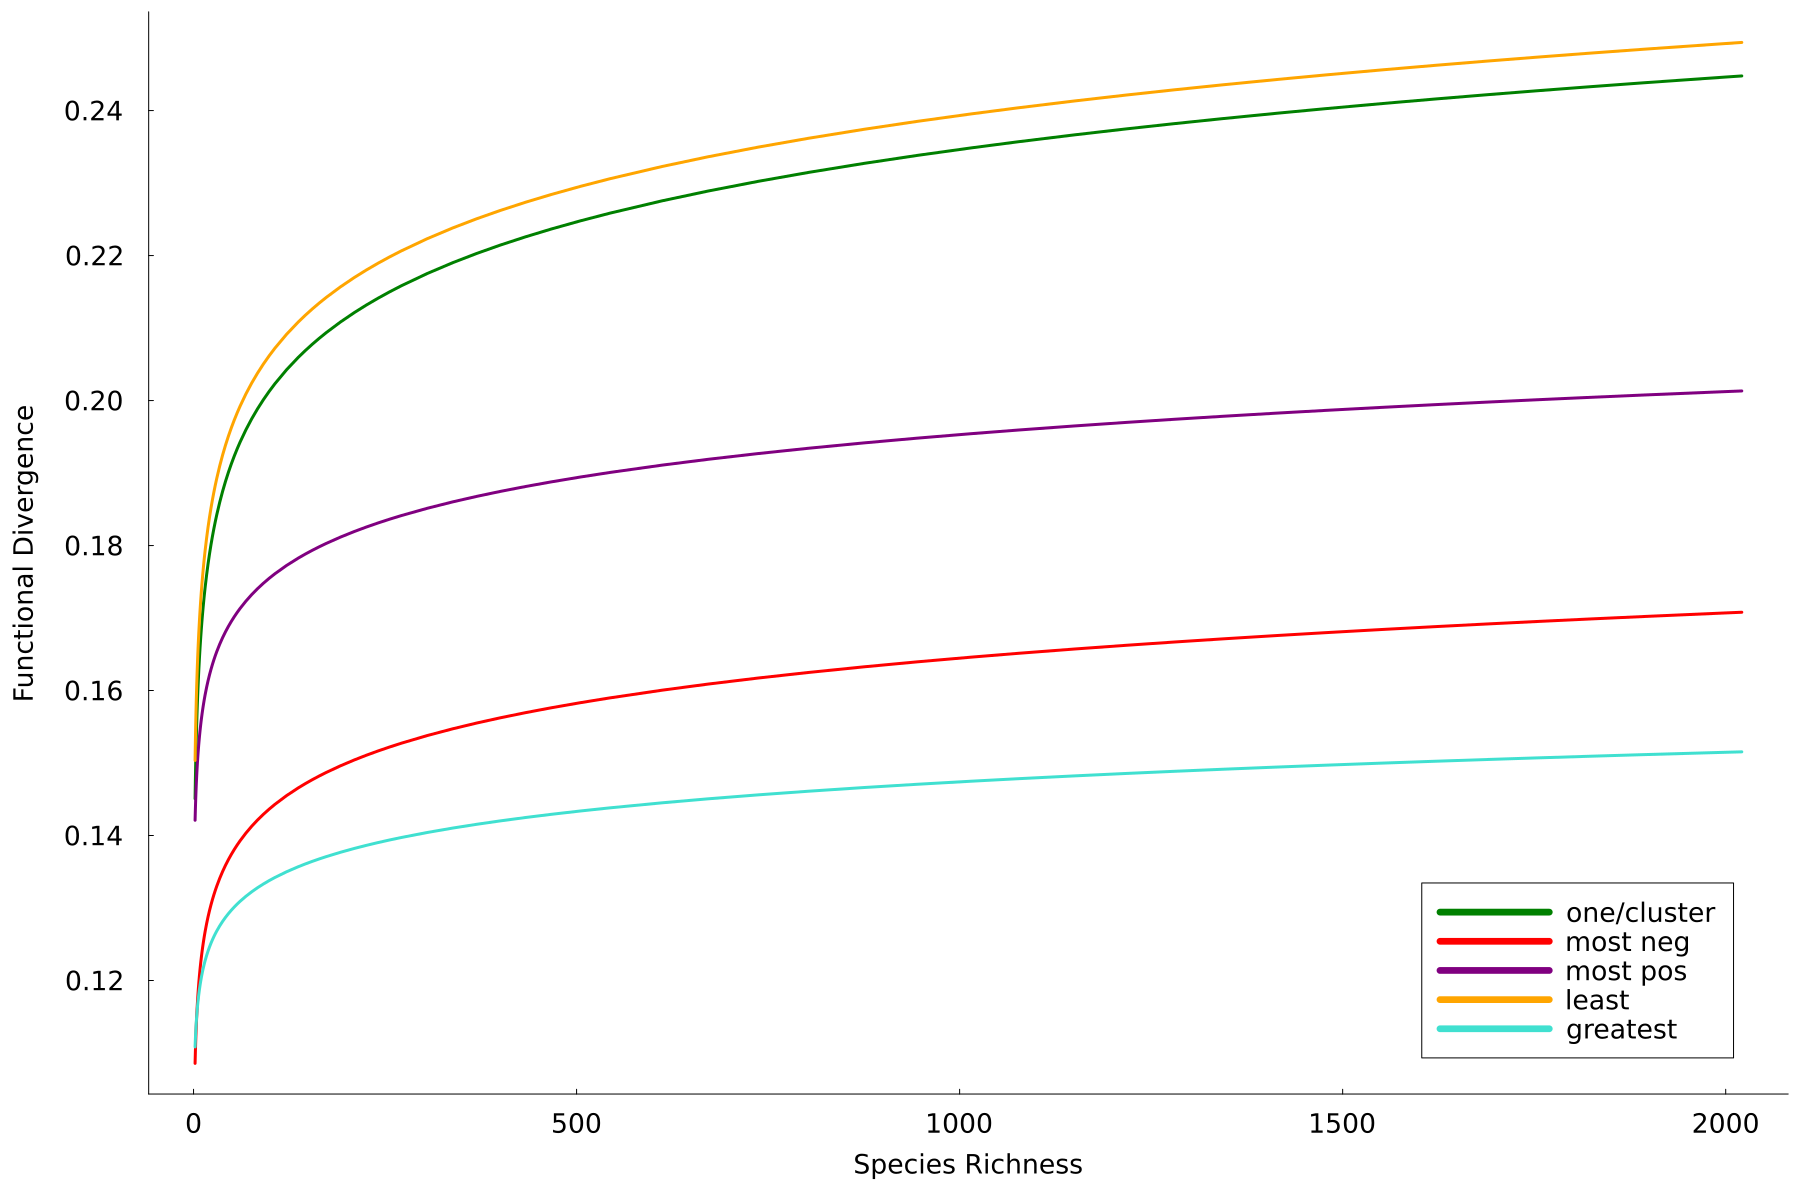 Functional Divergence
0.24
0.22
0.20
0.18
0.16
0.14
0.12
0 500 1000 1500 2000
Species Richness
one/cluster
most neg
most pos
least
greatest